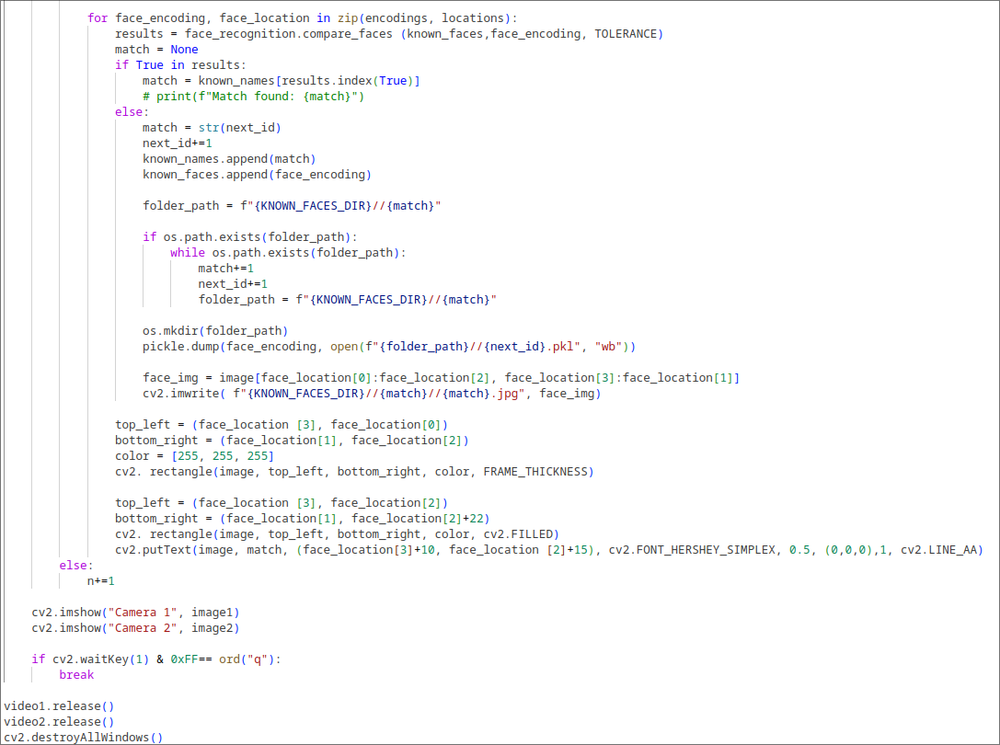 for face_encoding, face_location in zip(encodings, locations):
results = face_recognition.compare_faces (known_faces,face_encoding, TOLERANCE)
match = None
if True in results:
match = known_names[results.index(True)]
# print(f"Match found: {match}")
else:
match = str(next_id)
next_id+=1
known_names.append(match)
known_faces.append(face_encoding)
folder_path = f"{KNOWN_FACES_DIR}//{match}"
if os.path.exists(folder_path):
while os.path.exists(folder_path):
match+=1
next_id+=1
folder_path = f"{KNOWN_FACES_DIR}//{match}"
os.mkdir(folder_path)
pickle.dump(face_encoding, open(f"{folder_path}//{next_id}.pkl", "wb"))
face_img = image[face_location[0]:face_location[2], face_location[3]:face_location[1]]
cv2.imwrite( f"{KNOWN_FACES_DIR}//{match}//{match}.jpg", face_img)
top_left = (face_location [3], face_location[0])
bottom_right = (face_location[1], face_location[2])
color = [255, 255, 255]
cv2. rectangle(image, top_left, bottom_right, color, FRAME_THICKNESS)
top_left = (face_location [3], face_location[2])
bottom_right = (face_location[1], face_location[2]+22)
cv2. rectangle(image, top_left, bottom_right, color, cv2.FILLED)
cv2.putText(image, match, (face_location[3]+10, face_location [2]+15), cv2.FONT_HERSHEY_SIMPLEX, 0.5, (0,0,0),1, cv2.LINE_AA)
else:
n+=1
cv2.imshow("Camera 1", image1)
cv2.imshow("Camera 2", image2)
if cv2.waitKey(1) & 0xFF== ord("q"):
break
video1.release()
video2.release()
cv2.destroyAllWindows()